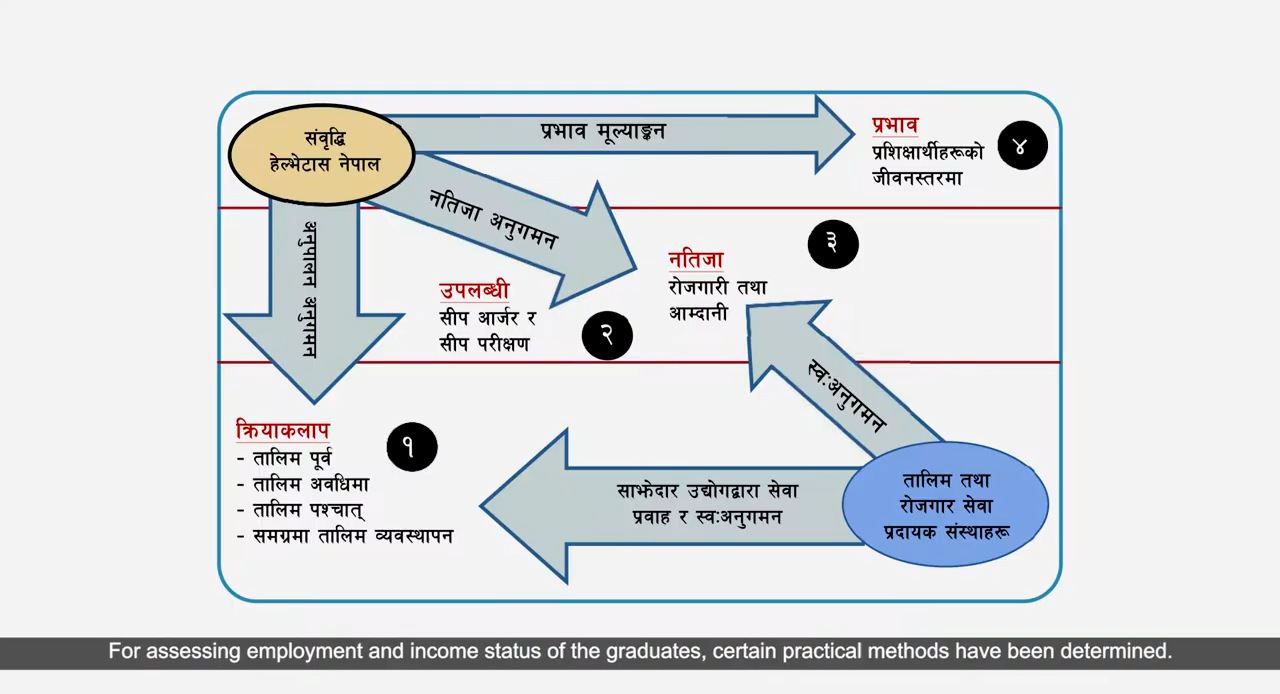 संवृद्धि
हेल्भेटास नेपाल
प्रभाव मूल्याङ्कन
प्रभाव
प्रशिक्षार्थीहरूको
जीवनस्तरमा
४
नतिजा अनुगमन
अनुपालन अनुगमन
३
नतिजा
रोजगारी तथा
आम्दानी
उपलब्धी
सीप आर्जर र
सीप परीक्षण
२
स्व:अनुगमन
क्रियाकलाप
- तालिम पूर्व
- तालिम अवधिमा
- तालिम पश्चात्
- समग्रमा तालिम व्यवस्थापन
१
साझेदार उद्योगद्वारा सेवा
प्रवाह र स्व:अनुगमन
तालिम तथा
रोजगार सेवा
प्रदायक संस्थाहरू
For assessing employment and income status of the graduates, certain practical methods have been determined.